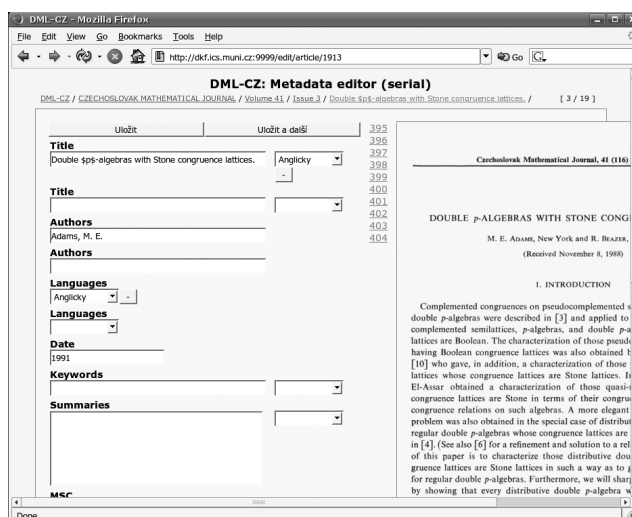 DML-CZ - Mozilla Firefox
File Edit View Go Bookmarks Tools Help
http://dkf.ics.muni.cz:9999/edit/article/1913 Go
DML-CZ: Metadata editor (serial)
DML-CZ / CZECHOSLOVAK MATHEMATICAL JOURNAL / Volume 41 / Issue 3 / Double $p$-algebras with Stone congruence lattices. / [ 3 / 19 ]
Uložit Uložit a další
Title
Double $p$-algebras with Stone congruence lattices. Anglicky
-
Title
Authors
Adams, M. E.
Authors
Languages
Anglicky -
Languages
Date
1991
Keywords
Summaries
MSC
395
396
397
398
399
400
401
402
403
404
Czechoslovak Mathematical Journal, 41 (116)
DOUBLE p-ALGEBRAS WITH STONE CONG
M. E. ADAMS, New York and R. BEAZER,
(Received November 8, 1988)
1. INTRODUCTION
Complemented congruences on pseudocomplemented s
double p-algebras were described in [3] and applied to
complemented semilattices, p-algebras, and double p-a
lattices are Boolean. The characterization of those pseudo
having Boolean congruence lattices was also obtained b
[10] who gave, in addition, a characterization of those
lattices whose congruence lattices are Stone lattices. In
El-Assar obtained a characterization of those quasi-
congruence lattices are Stone in terms of their congru
congruence relations on such algebras. A more elegant
problem was also obtained in the special case of distribut
regular double p-algebras whose congruence lattices are
in [4]. (See also [6] for a refinement and solution to a rel
of this paper is to characterize those distributive dou
gruence lattices are Stone lattices in such a way as to g
for regular double p-algebras. Furthermore, we will shar
by showing that every distributive double p-algebra w
Done